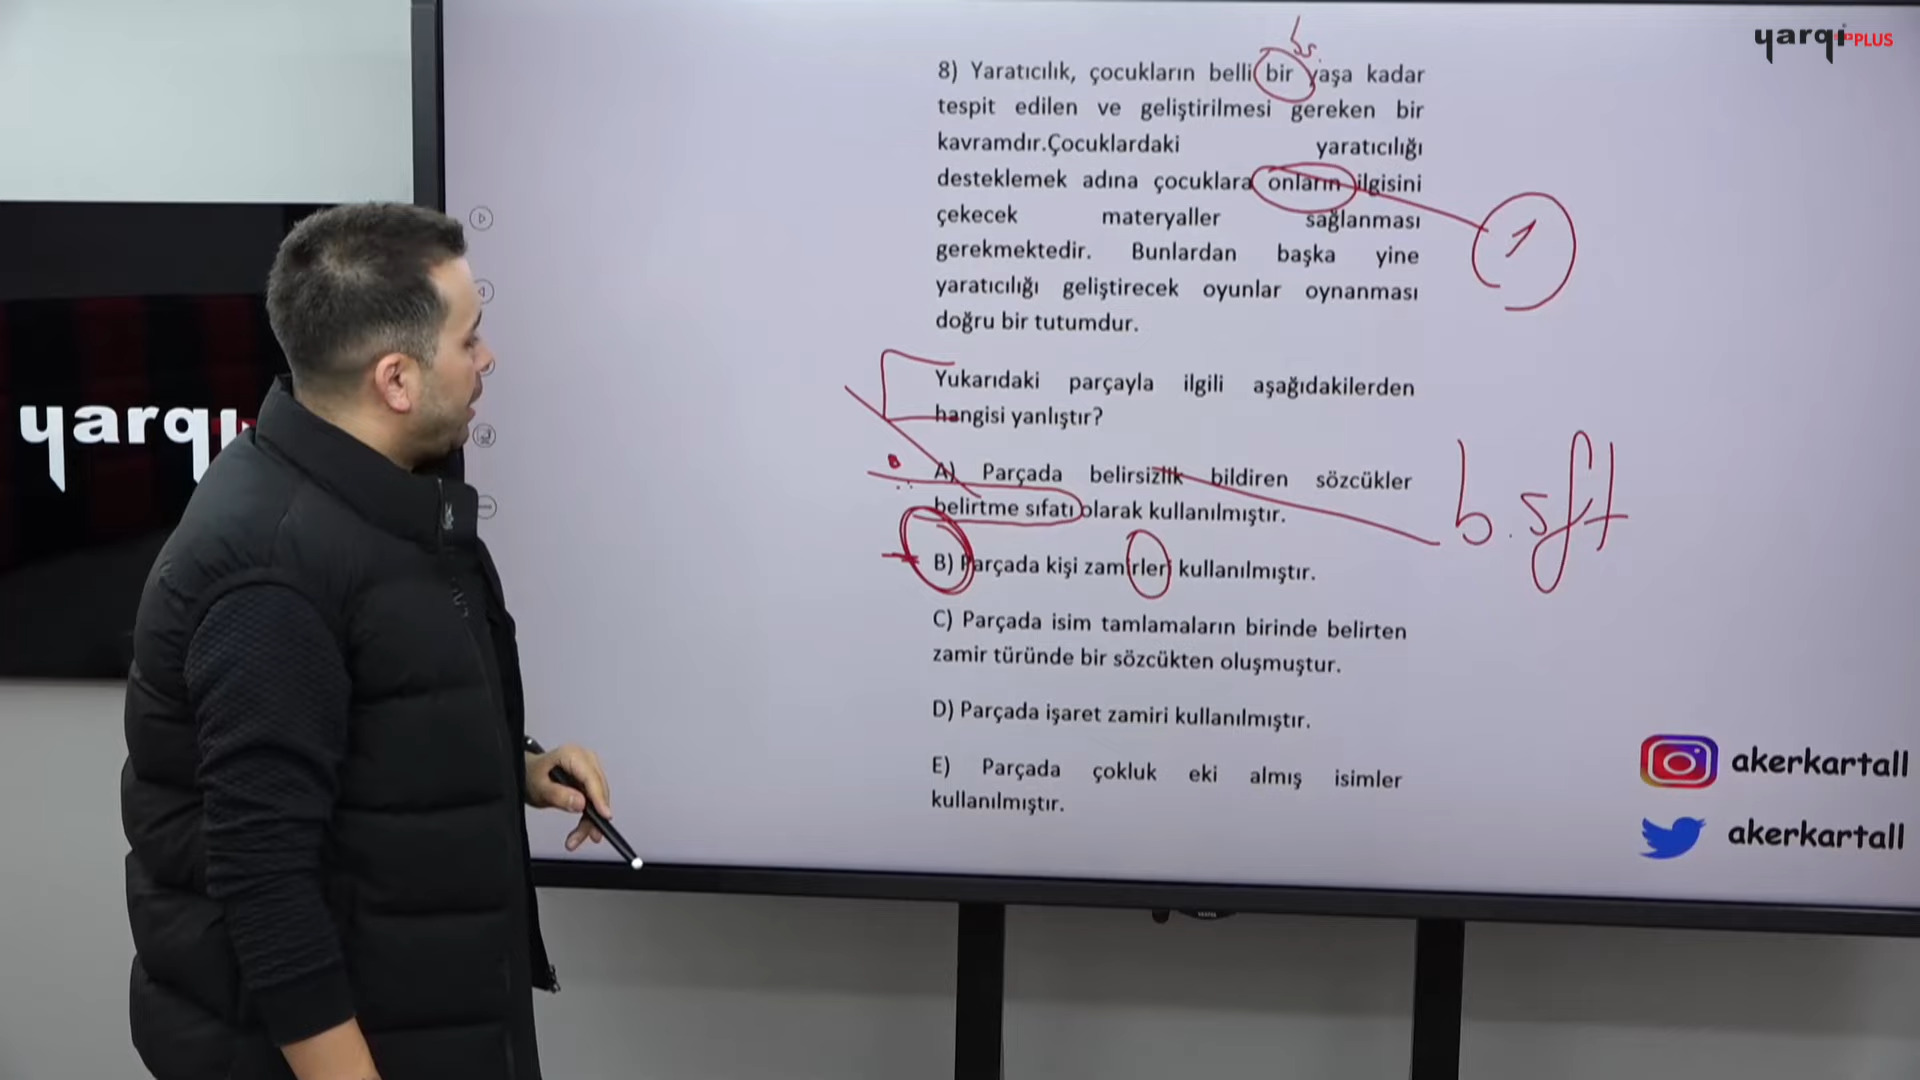 yarqı PLUS
bs.
8) Yaratıcılık, çocukların belli bir yaşa kadar
tespit edilen ve geliştirilmesi gereken bir
kavramdır.Çocuklardaki yaratıcılığı
desteklemek adına çocuklara onların ilgisini
çekecek materyaller sağlanması
gerekmektedir. Bunlardan başka yine
yaratıcılığı geliştirecek oyunlar oynanması
doğru bir tutumdur.
1
Yukarıdaki parçayla ilgili aşağıdakilerden
hangisi yanlıştır?
A) Parçada belirsizlik bildiren sözcükler
belirtme sıfatı olarak kullanılmıştır.
b. sft
B) Parçada kişi zamirleri kullanılmıştır.
C) Parçada isim tamlamaların birinde belirten
zamir türünde bir sözcükten oluşmuştur.
D) Parçada işaret zamiri kullanılmıştır.
E) Parçada çokluk eki almış isimler
kullanılmıştır.
yarqı
akerkartall
akerkartall